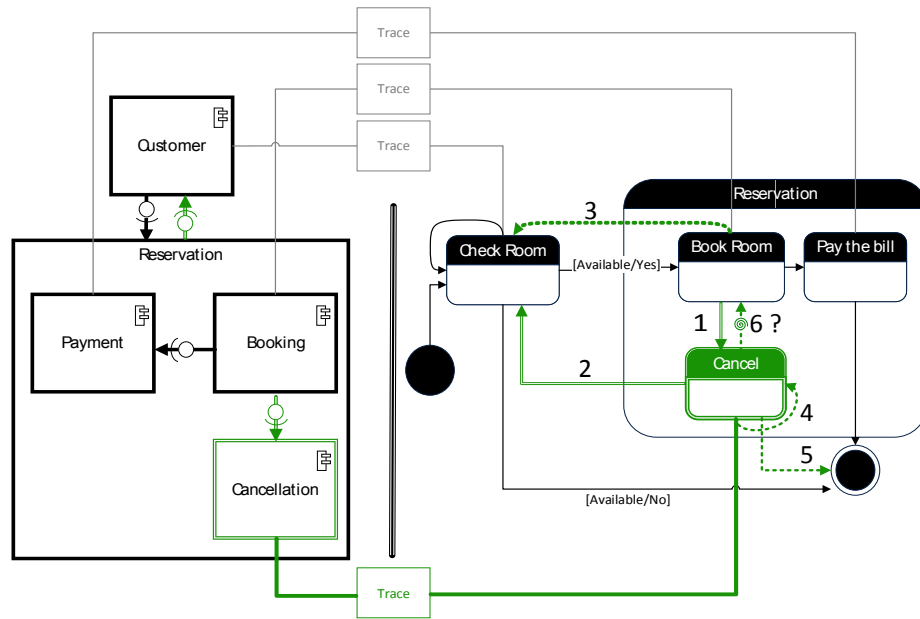 Trace
Trace
Trace
Customer
Reservation
Payment
Booking
Cancellation
Trace
Reservation
3
Check Room
Book Room
Pay the bill
[Available/Yes]
1
6 ?
Cancel
2
4
5
[Available/No]